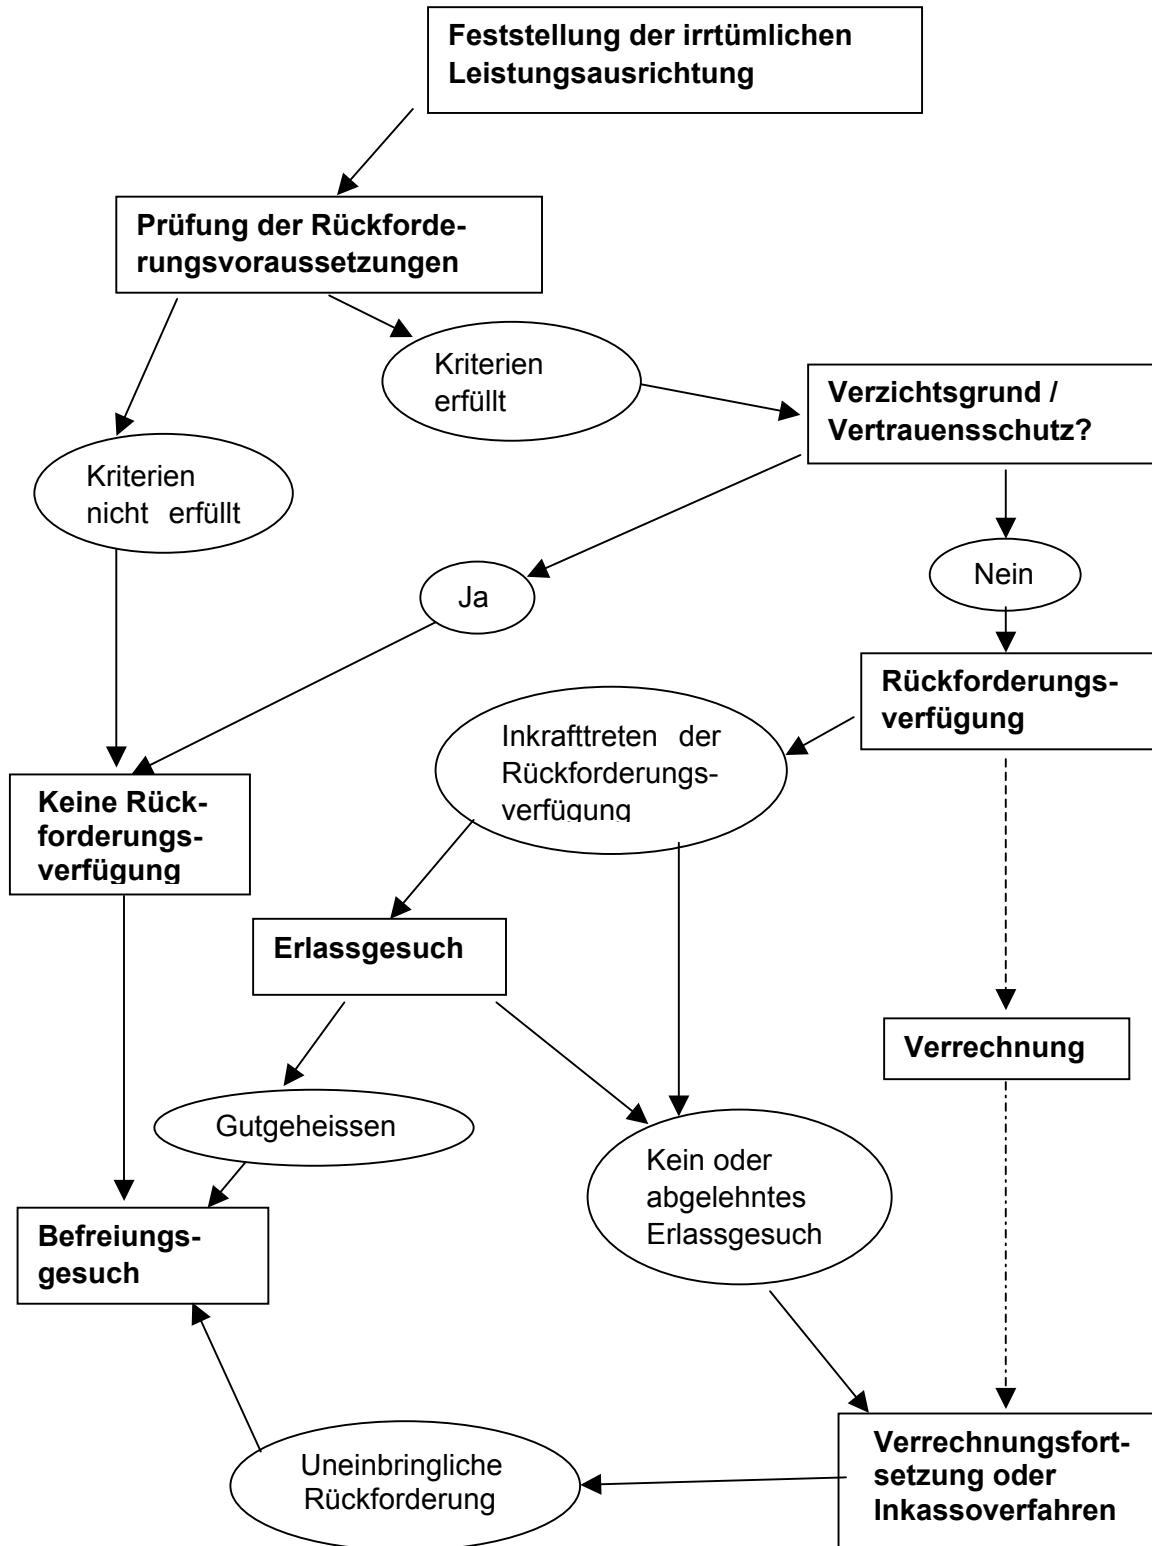 Feststellung der irrtümlichen
Leistungsausrichtung
Prüfung der Rückforde-
rungsvoraussetzungen
Kriterien
erfüllt
Verzichtsgrund /
Vertrauensschutz?
Kriterien
nicht erfüllt
Ja
Nein
Rückforderungs-
verfügung
Inkrafttreten der
Rückforderungs-
verfügung
Keine Rück-
forderungs-
verfügung
Erlassgesuch
Verrechnung
Gutgeheissen
Kein oder
abgelehntes
Erlassgesuch
Befreiungs-
gesuch
Verrechnungsfort-
setzung oder
Inkassoverfahren
Uneinbringliche
Rückforderung